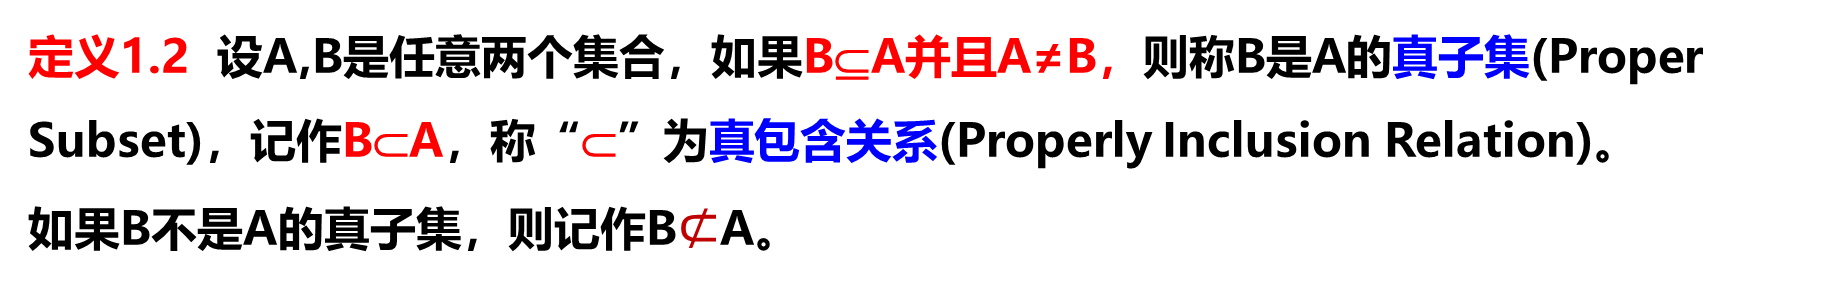 定义1.2 设A,B是任意两个集合，如果B⊆A并且A≠B，则称B是A的真子集(Proper
Subset)，记作B⊂A，称“⊂”为真包含关系(Properly Inclusion Relation)。
如果B不是A的真子集，则记作B⊄A。